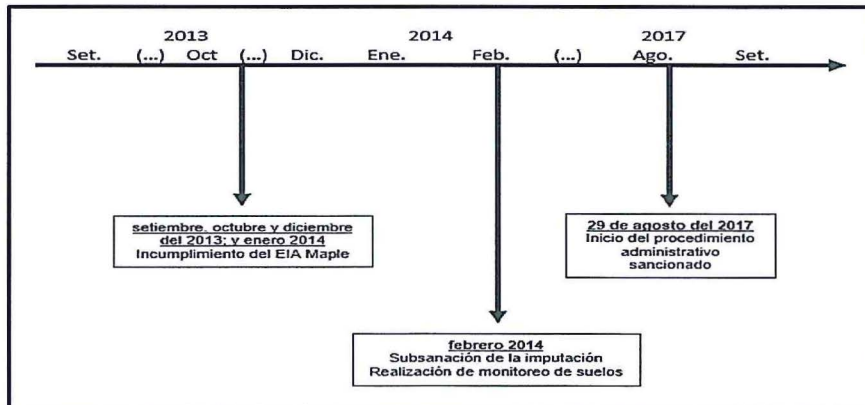 2013 2014 2017
Set. (...) Oct (...) Dic. Ene. Feb. (...) Ago. Set.
setiembre, octubre y diciembre
del 2013; y enero 2014
Incumplimiento del EIA Maple
29 de agosto del 2017
Inicio del procedimiento
administrativo
sancionado
febrero 2014
Subsanación de la imputación
Realización de monitoreo de suelos